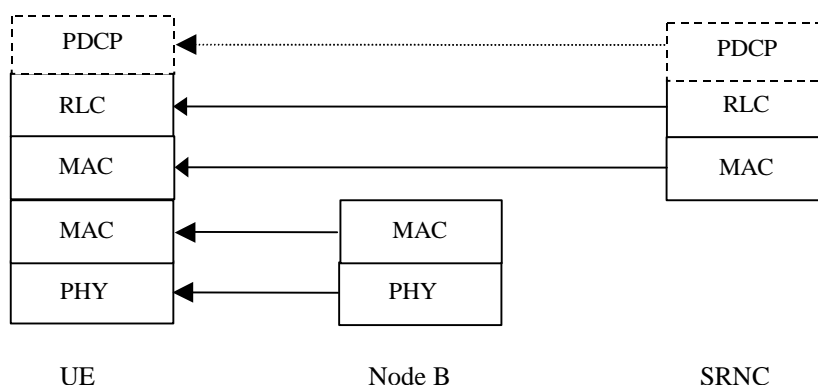 PDCP PDCP
RLC RLC
MAC MAC
MAC MAC
PHY PHY
UE Node B SRNC